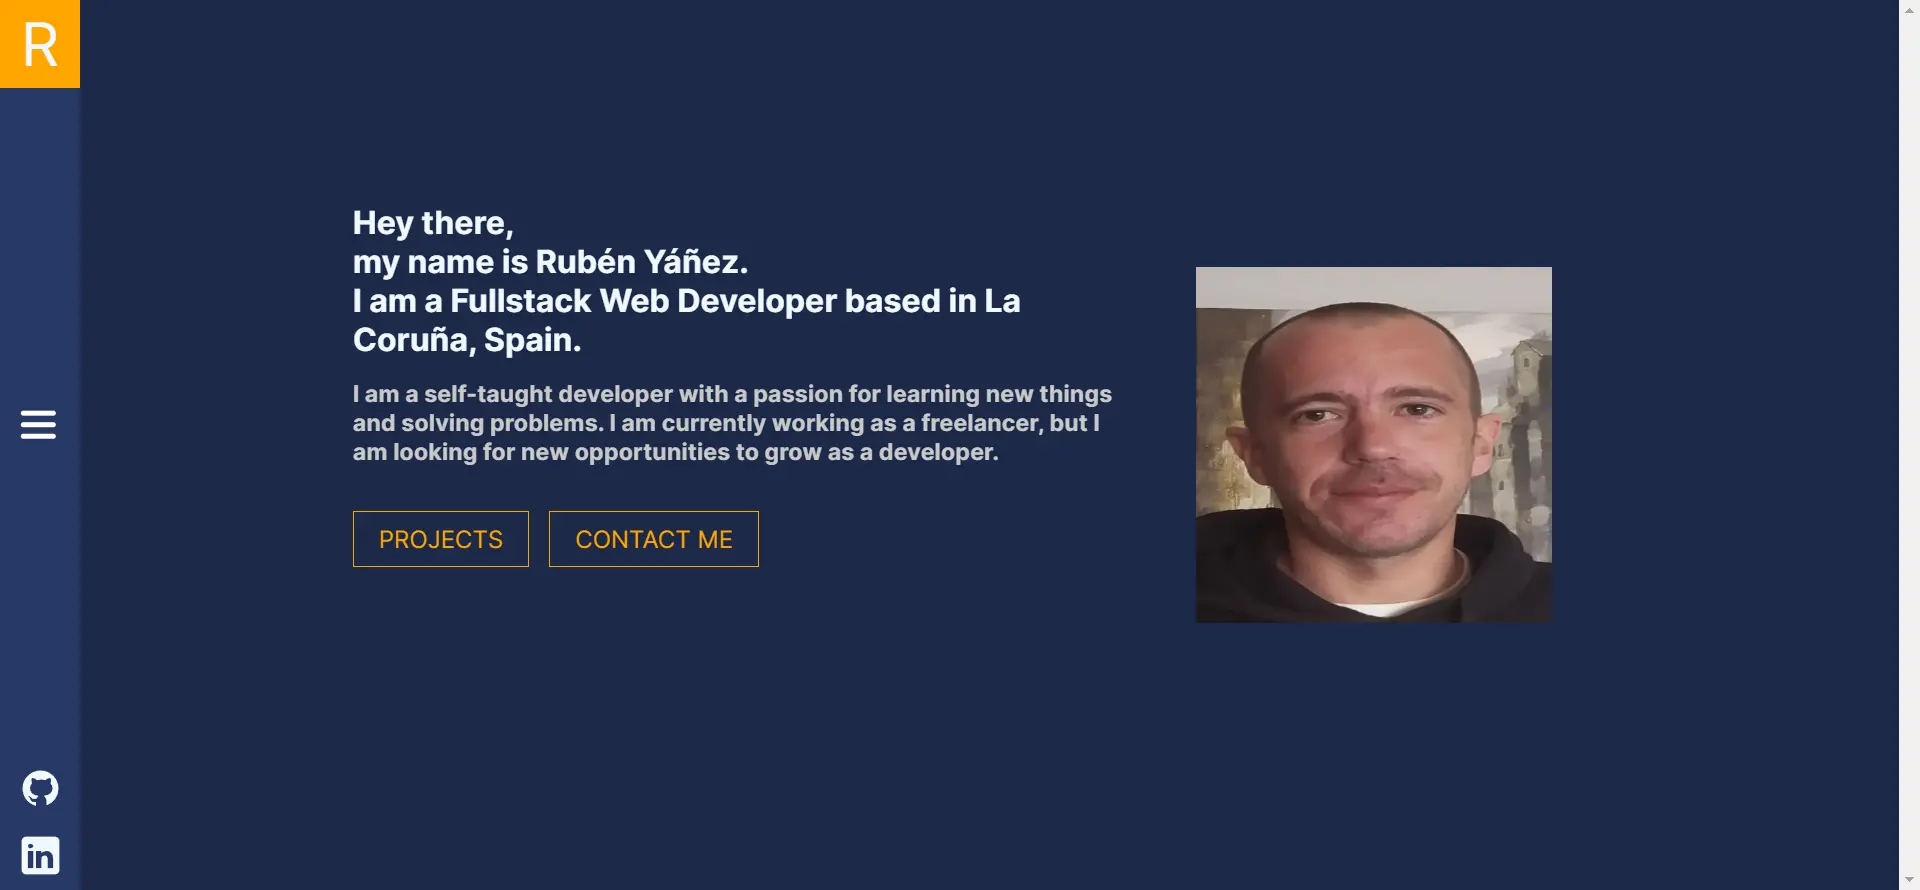 R
Hey there,
my name is Rubén Yáñez.
I am a Fullstack Web Developer based in La
Coruña, Spain.
I am a self-taught developer with a passion for learning new things
and solving problems. I am currently working as a freelancer, but I
am looking for new opportunities to grow as a developer.
PROJECTS
CONTACT ME
in